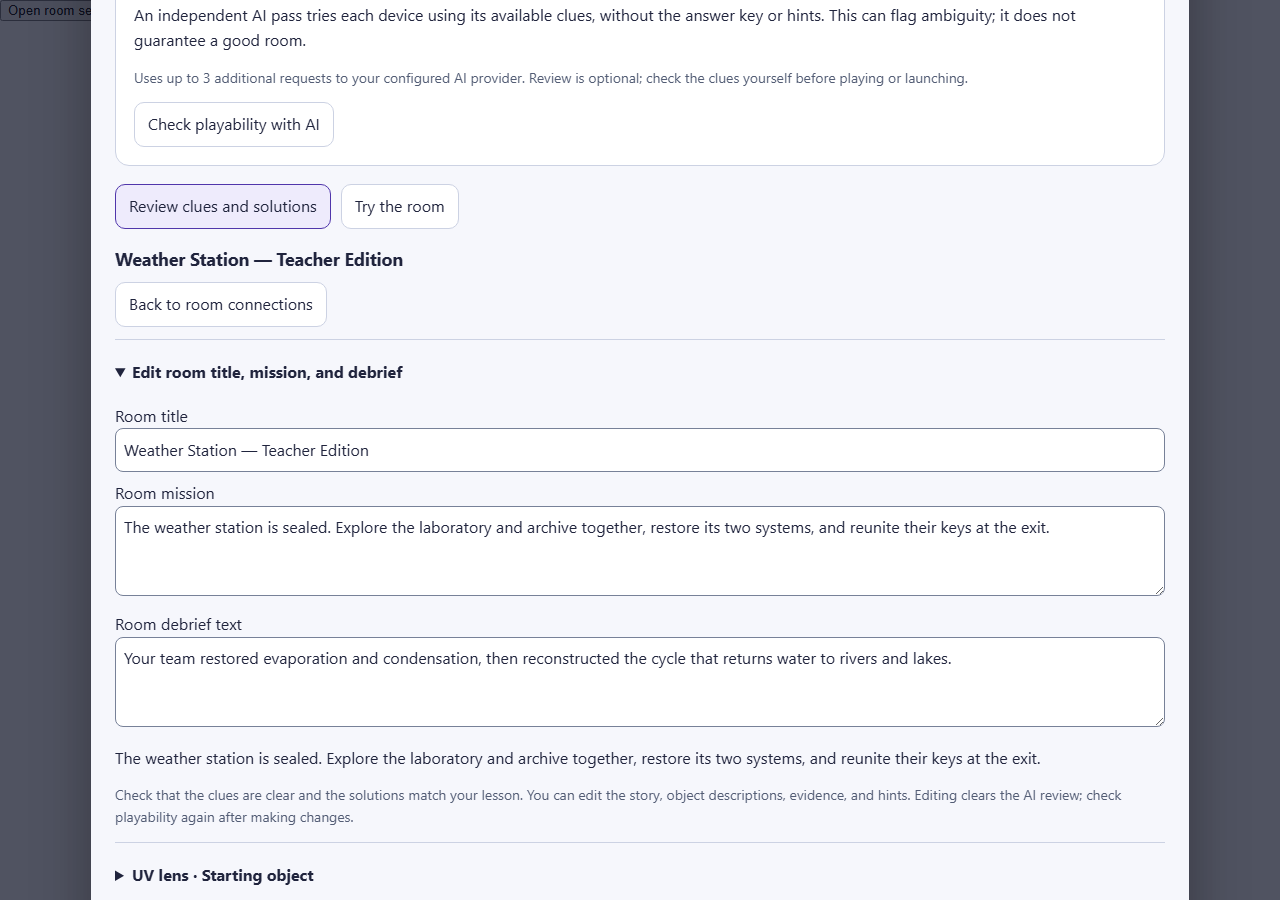 Open room se
An independent AI pass tries each device using its available clues, without the answer key or hints. This can flag ambiguity; it does not
guarantee a good room.
Uses up to 3 additional requests to your configured AI provider. Review is optional; check the clues yourself before playing or launching.
Check playability with AI
Review clues and solutions
Try the room
Weather Station — Teacher Edition
Back to room connections
▼ Edit room title, mission, and debrief
Room title
Weather Station — Teacher Edition
Room mission
The weather station is sealed. Explore the laboratory and archive together, restore its two systems, and reunite their keys at the exit.
Room debrief text
Your team restored evaporation and condensation, then reconstructed the cycle that returns water to rivers and lakes.
The weather station is sealed. Explore the laboratory and archive together, restore its two systems, and reunite their keys at the exit.
Check that the clues are clear and the solutions match your lesson. You can edit the story, object descriptions, evidence, and hints. Editing clears the AI review; check
playability again after making changes.
▶ UV lens · Starting object